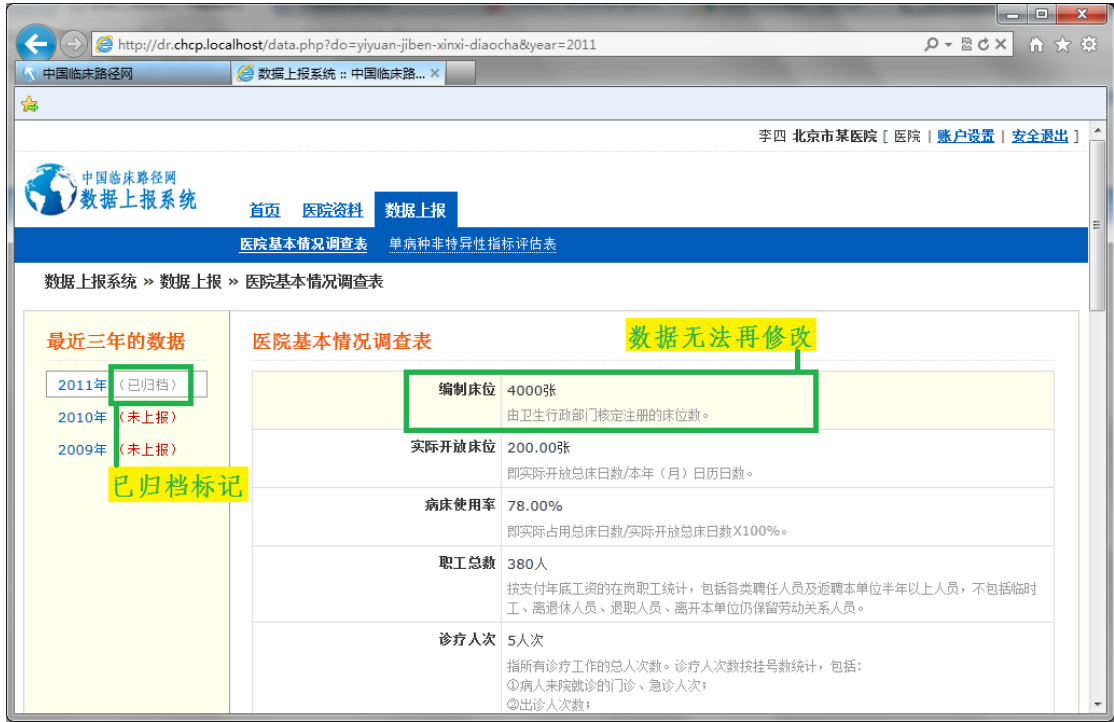 http://dr.chcp.localhost/data.php?do=yiyuan-jiben-xinxi-diaocha&year=2011
中国临床路径网
数据上报系统 :: 中国临床路... ×
李四 北京市某医院 [ 医院 | 账户设置 | 安全退出 ]
中国临床路径网
数据上报系统
首页 医院资料 数据上报
医院基本情况调查表 单病种非特异性指标评估表
数据上报系统 » 数据上报 » 医院基本情况调查表
最近三年的数据
2011年（已归档）
2010年（未上报）
2009年（未上报）
已归档标记
医院基本情况调查表
数据无法再修改
编制床位 4000张
由卫生行政部门核定注册的床位数。
实际开放床位 200.00张
即实际开放总床日数/本年（月）日历日数。
病床使用率 78.00%
即实际占用总床日数/实际开放总床日数X100%。
职工总数 380人
按支付年底工资的在岗职工统计，包括各类聘任人员及返聘本单位半年以上人员，不包括临时
工、离退休人员、退职人员、离开本单位仍保留劳动关系人员。
诊疗人次 5人次
指所有诊疗工作的总人次数。诊疗人次数按挂号数统计，包括：
①病人来院就诊的门诊、急诊人次；
②出诊人次数；